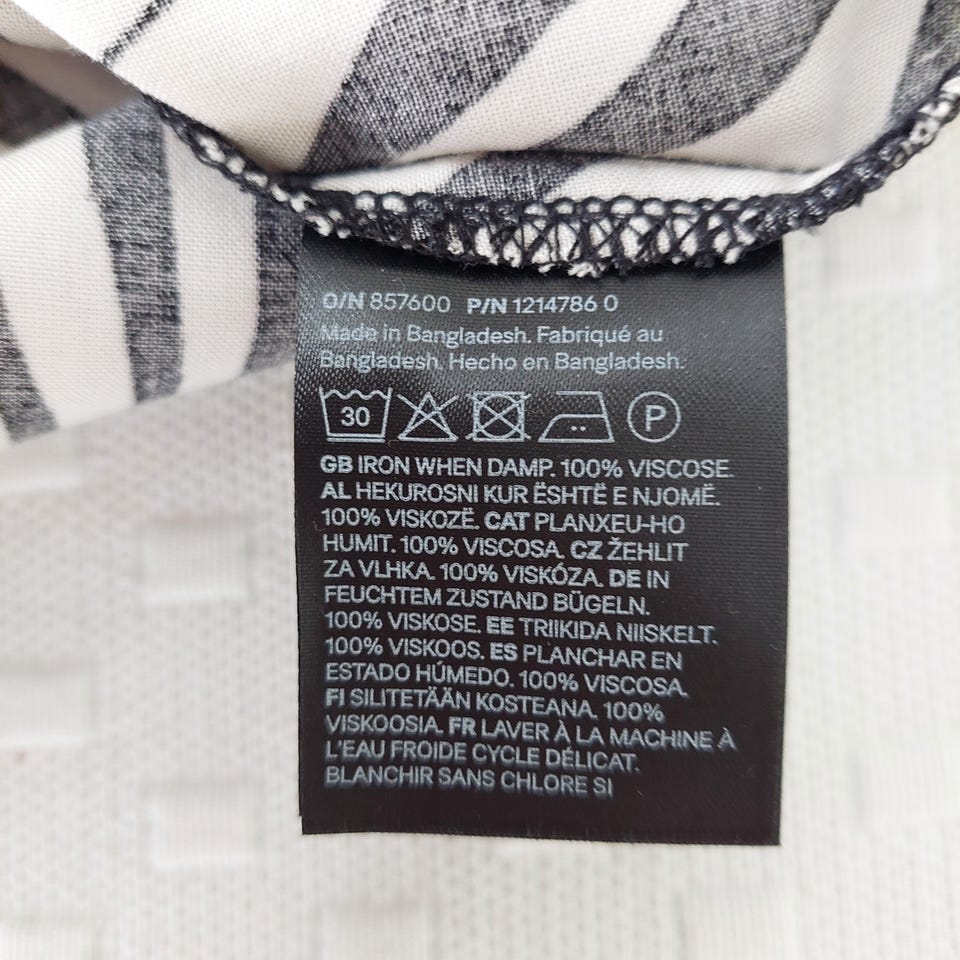 O/N 857600 P/N 1214786 0
Made in Bangladesh. Fabriqué au
Bangladesh. Hecho en Bangladesh.
30 P
GB IRON WHEN DAMP. 100% VISCOSE.
AL HEKUROSNI KUR ËSHTË E NJOMË.
100% VISKOZË. CAT PLANXEU-HO
HUMIT. 100% VISCOSA. CZ ŽEHLIT
ZA VLHKA. 100% VISKÓZA. DE IN
FEUCHTEM ZUSTAND BÜGELN.
100% VISKOSE. EE TRIIKIDA NIISKELT.
100% VISKOOS. ES PLANCHAR EN
ESTADO HÚMEDO. 100% VISCOSA.
FI SILITETÄÄN KOSTEANA. 100%
VISKOOSIA. FR LAVER À LA MACHINE À
L'EAU FROIDE CYCLE DÉLICAT.
BLANCHIR SANS CHLORE SI